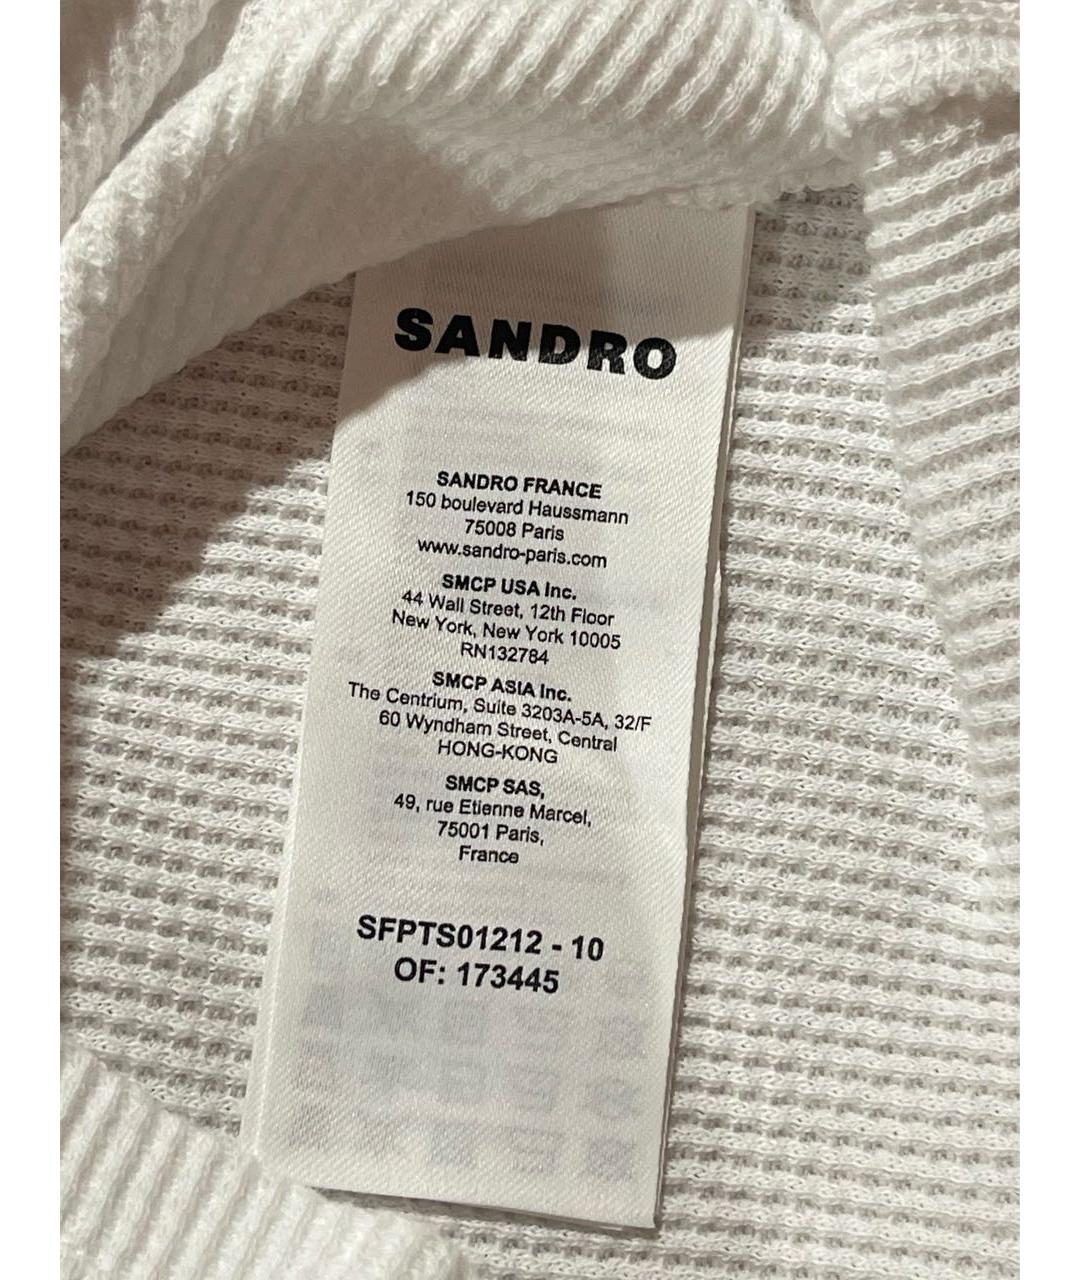 SANDRO
SANDRO FRANCE
150 boulevard Haussmann
75008 Paris
www.sandro-paris.com
SMCP USA Inc.
44 Wall Street, 12th Floor
New York, New York 10005
RN132784
SMCP ASIA Inc.
The Centrium, Suite 3203A-5A, 32/F
60 Wyndham Street, Central
HONG-KONG
SMCP SAS,
49, rue Etienne Marcel,
75001 Paris,
France
SFPTS01212 - 10
OF: 173445